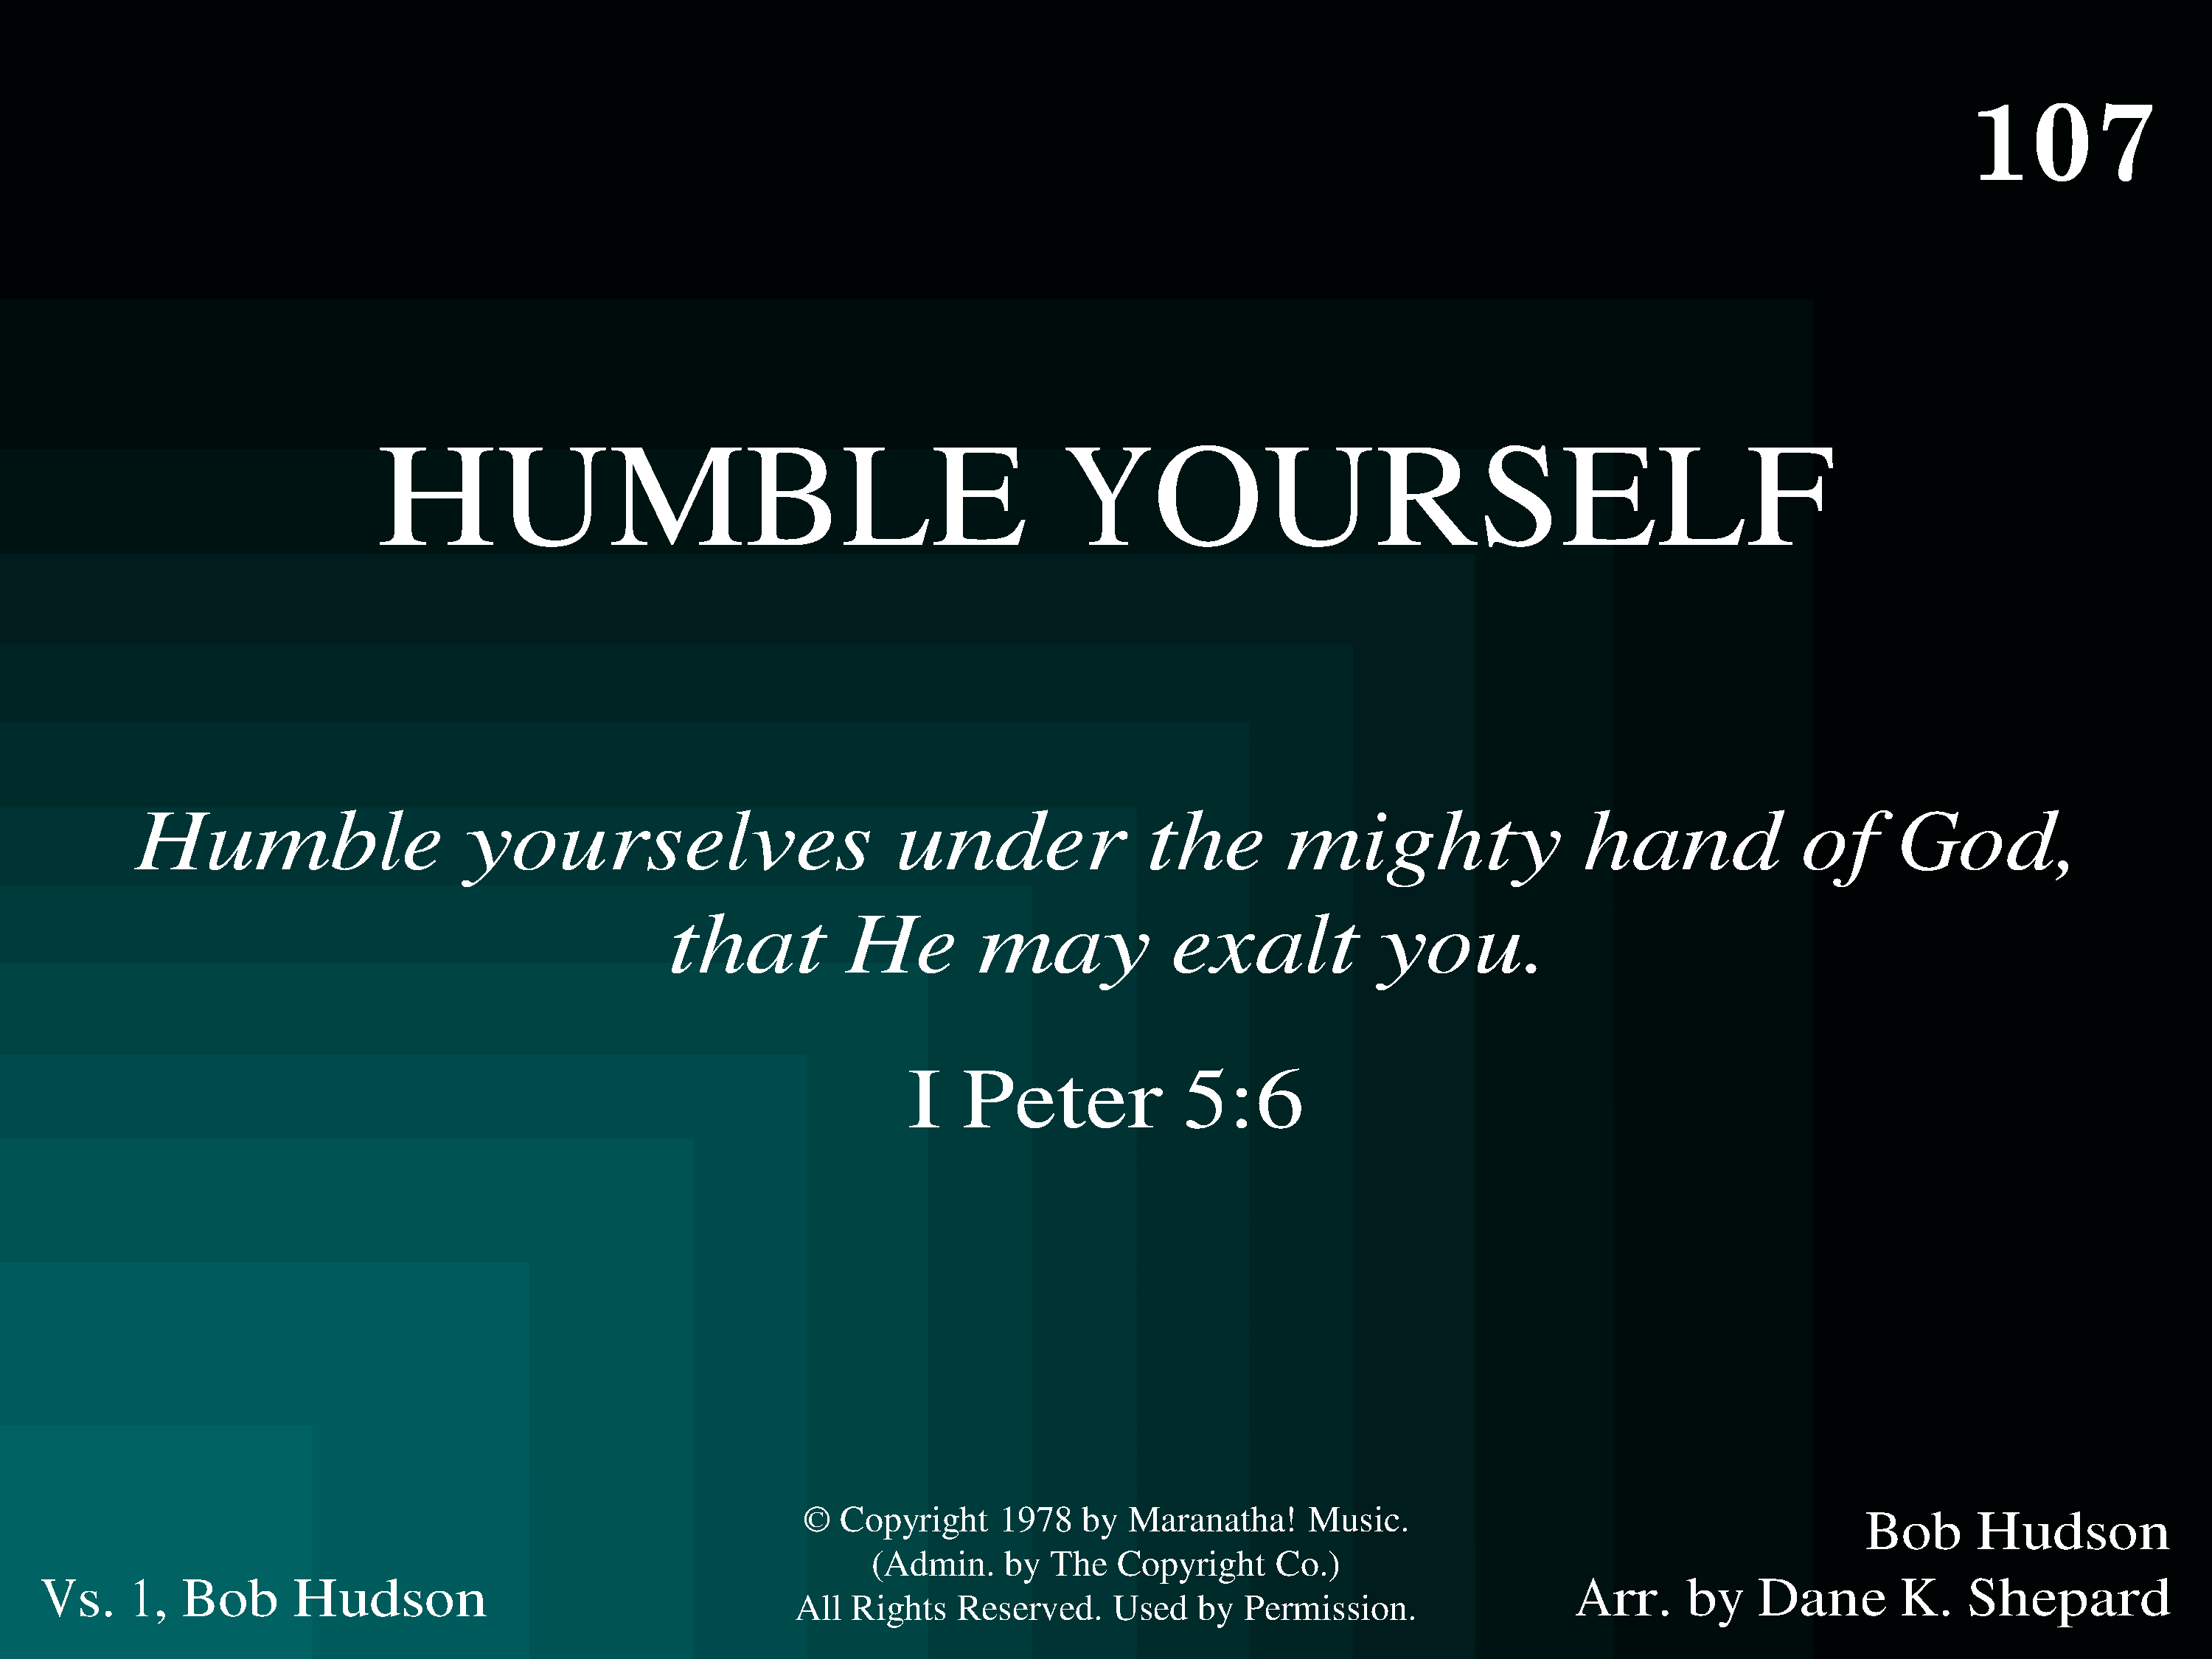 107
HUMBLE YOURSELF
Humble yourselves under the mighty hand of God,
that He may exalt you.
I Peter 5:6
© Copyright 1978 by Maranatha! Music.
(Admin. by The Copyright Co.)
All Rights Reserved. Used by Permission.
Vs. 1, Bob Hudson
Bob Hudson
Arr. by Dane K. Shepard